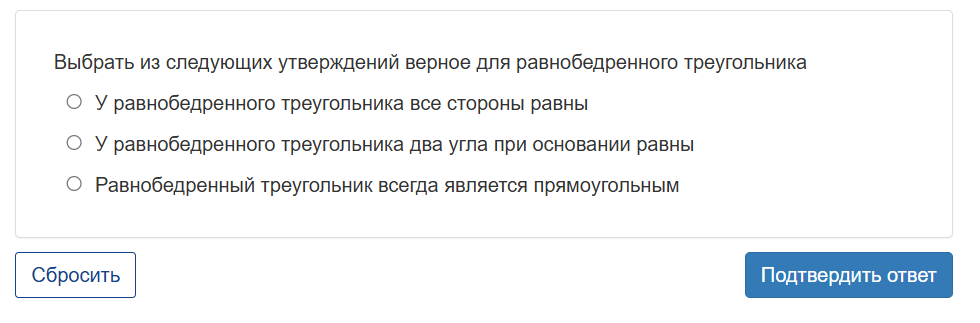 Выбрать из следующих утверждений верное для равнобедренного треугольника
У равнобедренного треугольника все стороны равны
У равнобедренного треугольника два угла при основании равны
Равнобедренный треугольник всегда является прямоугольным
Сбросить
Подтвердить ответ